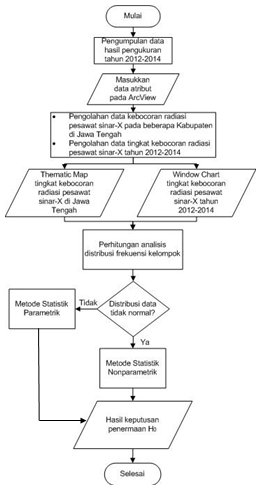 Mulai
Pengumpulan data
hasil pengukuran
tahun 2012-2014
Masukkan
data atribut
pada ArcView
• Pengolahan data kebocoran radiasi
pesawat sinar-X pada beberapa Kabupaten
di Jawa Tengah
• Pengolahan data tingkat kebocoran radiasi
pesawat sinar-X tahun 2012-2014
Thematic Map
tingkat kebocoran
radiasi pesawat
sinar-X di Jawa
Tengah
Window Chart
tingkat kebocoran
radiasi pesawat
sinar-X tahun
2012-2014
Perhitungan analisis
distribusi frekuensi kelompok
Distribusi data
tidak normal?
Tidak
Metode Statistik
Parametrik
Ya
Metode Statistik
Nonparametrik
Hasil keputusan
penermaan H₀
Selesai